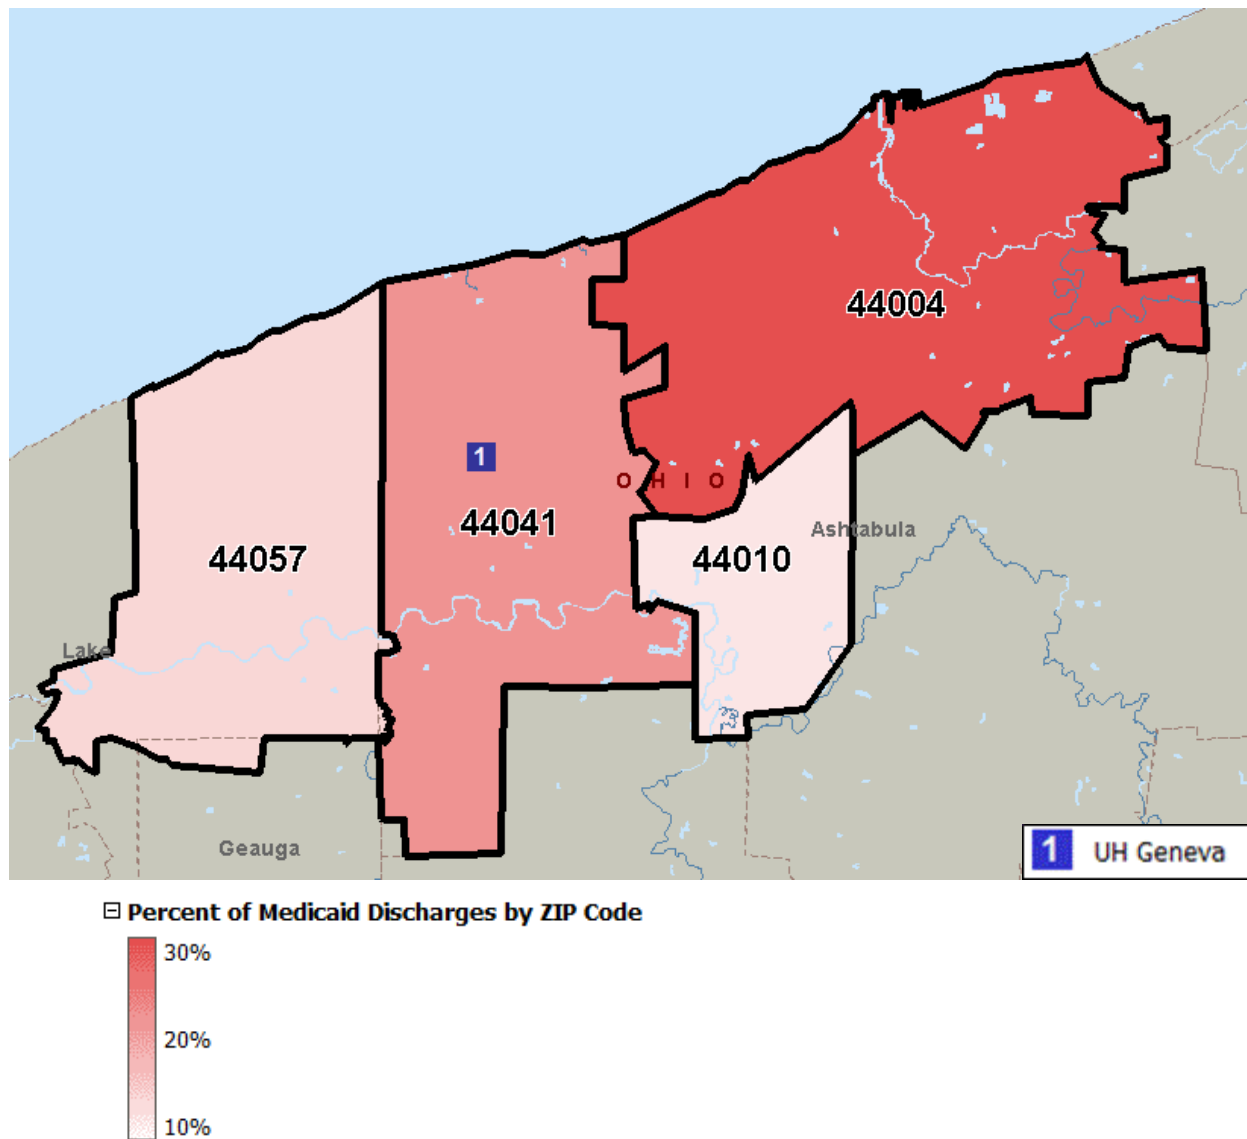 44004
OHIO
44041
Ashtabula
44057
44010
Lake
Geauga
1
1 UH Geneva
Percent of Medicaid Discharges by ZIP Code
30%
20%
10%